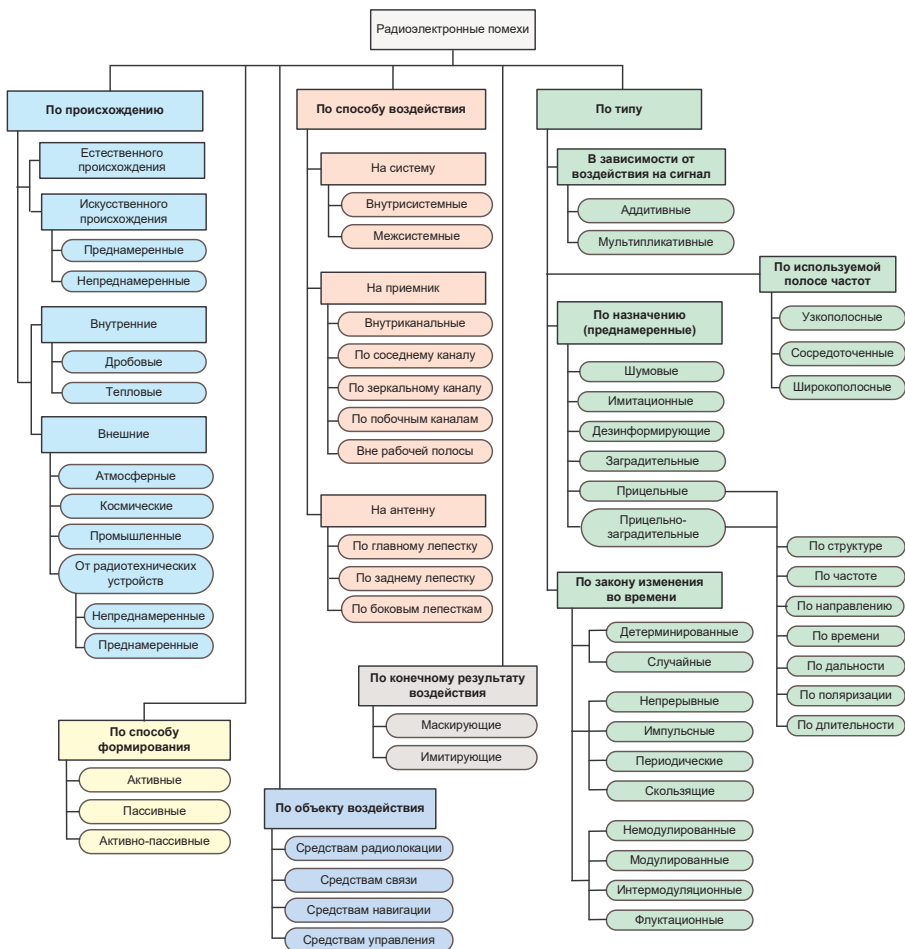 Радиоэлектронные помехи
По происхождению
Естественного
происхождения
Искусственного
происхождения
Преднамеренные
Непреднамеренные
Внутренние
Дробовые
Тепловые
Внешние
Атмосферные
Космические
Промышленные
От радиотехнических
устройств
Непреднамеренные
Преднамеренные
По способу
формирования
Активные
Пассивные
Активно-пассивные
По способу воздействия
На систему
Внутрисистемные
Межсистемные
На приемник
Внутриканальные
По соседнему каналу
По зеркальному каналу
По побочным каналам
Вне рабочей полосы
На антенну
По главному лепестку
По заднему лепестку
По боковым лепесткам
По конечному результату
воздействия
Маскирующие
Имитирующие
По объекту воздействия
Средствам радиолокации
Средствам связи
Средствам навигации
Средствам управления
По типу
В зависимости от
воздействия на сигнал
Аддитивные
Мультипликативные
По используемой
полосе частот
Узкополосные
Сосредоточенные
Широкополосные
По назначению
(преднамеренные)
Шумовые
Имитационные
Дезинформирующие
Заградительные
Прицельные
Прицельно-
заградительные
По структуре
По частоте
По направлению
По времени
По дальности
По поляризации
По длительности
По закону изменения
во времени
Детерминированные
Случайные
Непрерывные
Импульсные
Периодические
Скользящие
Немодулированные
Модулированные
Интермодуляционные
Флуктационные